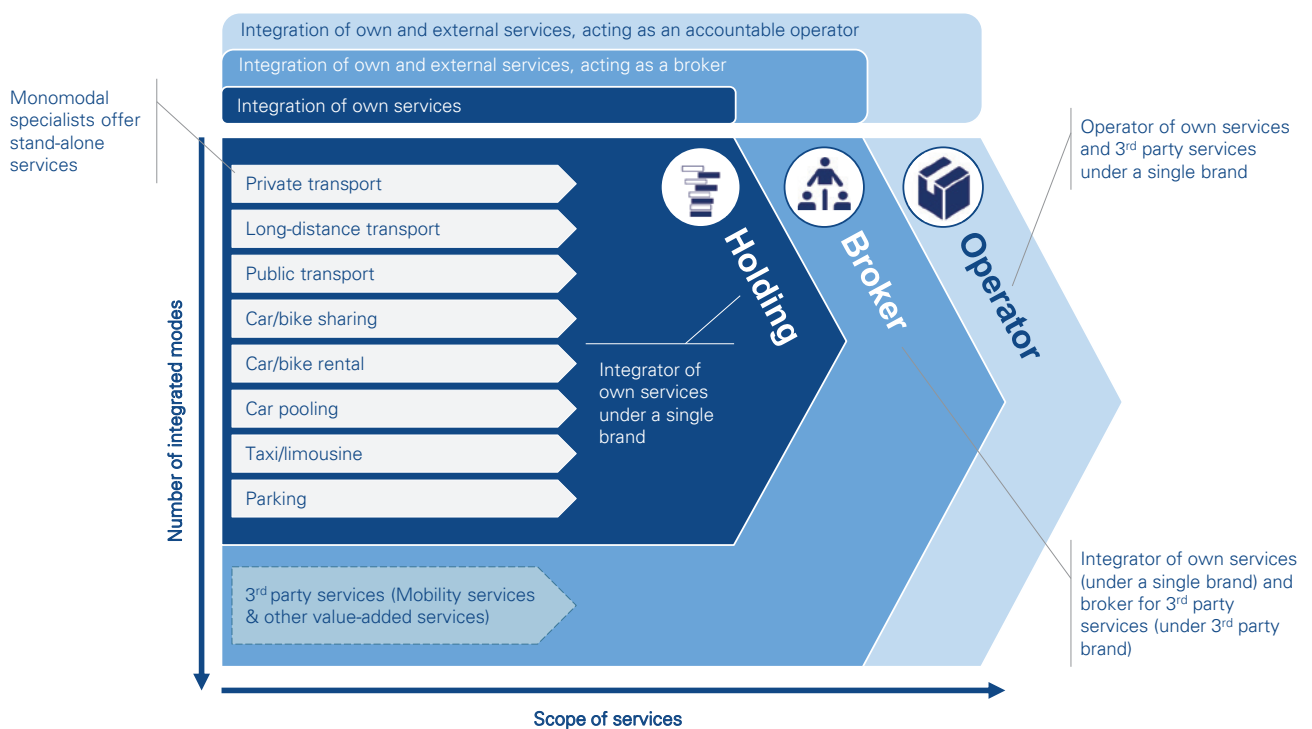 Integration of own and external services, acting as an accountable operator
Integration of own and external services, acting as a broker
Integration of own services
Monomodal
specialists offer
stand-alone
services
Operator of own services
and 3rd party services
under a single brand
Private transport
Long-distance transport
Public transport
Car/bike sharing
Car/bike rental
Car pooling
Taxi/limousine
Parking
Holding
Broker
Operator
Integrator of
own services
under a single
brand
Number of integrated modes
3rd party services (Mobility services
& other value-added services)
Integrator of own services
(under a single brand) and
broker for 3rd party
services (under 3rd party
brand)
Scope of services